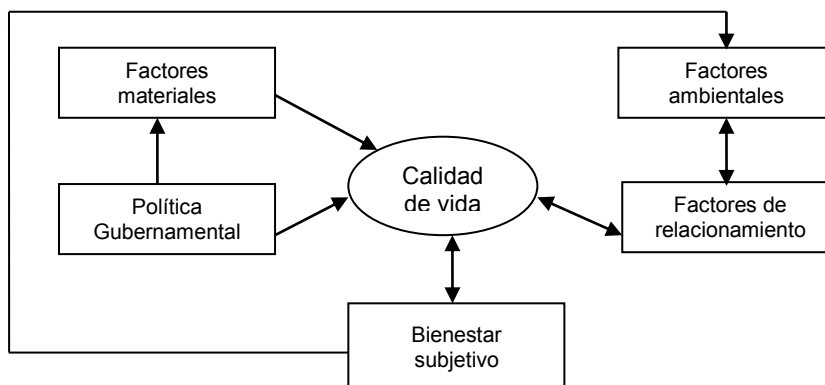 Factores
materiales
Factores
ambientales
Calidad
de vida
Política
Gubernamental
Factores de
relacionamiento
Bienestar
subjetivo